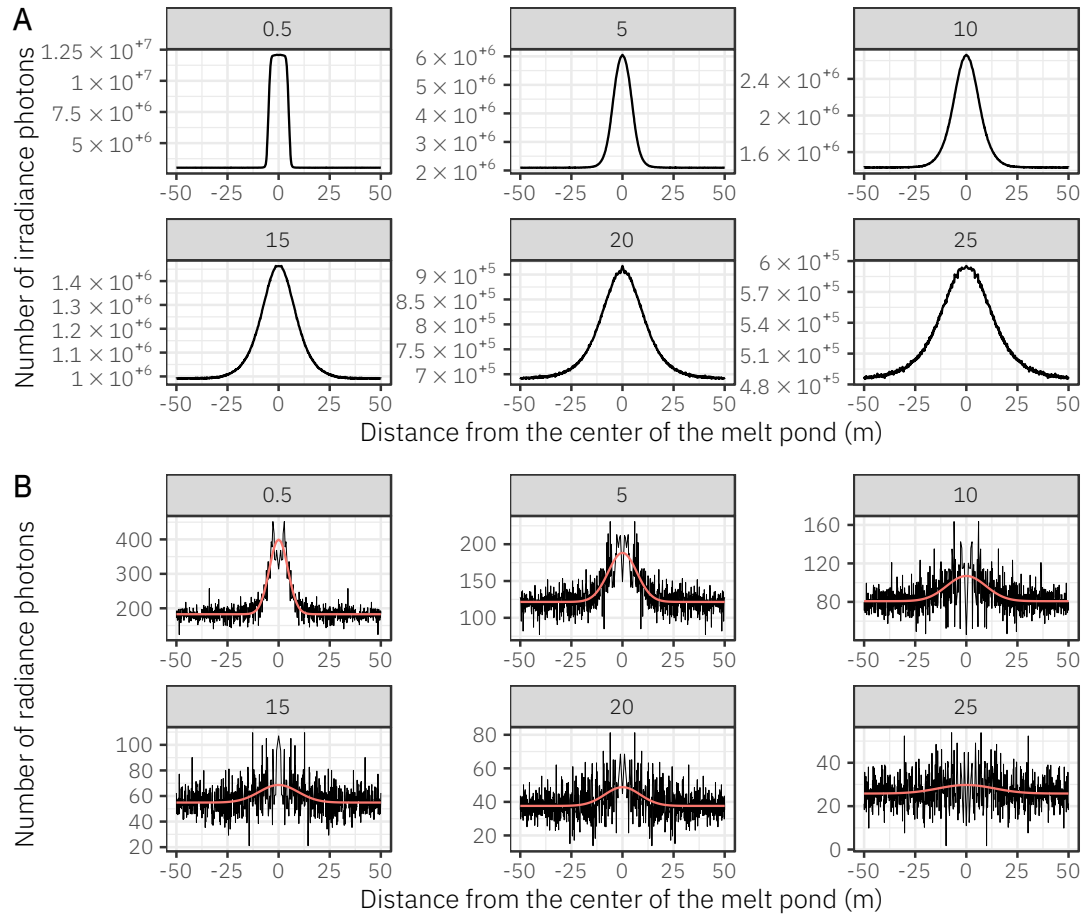 A
Number of irradiance photons
0.5 5 10
1.25 × 10⁺⁷
1 × 10⁺⁷
7.5 × 10⁺⁶
5 × 10⁺⁶
6 × 10⁺⁶
5 × 10⁺⁶
4 × 10⁺⁶
3 × 10⁺⁶
2 × 10⁺⁶
2.4 × 10⁺⁶
2 × 10⁺⁶
1.6 × 10⁺⁶
-50 -25 0 25 50 -50 -25 0 25 50 -50 -25 0 25 50
15 20 25
1.4 × 10⁺⁶
1.3 × 10⁺⁶
1.2 × 10⁺⁶
1.1 × 10⁺⁶
1 × 10⁺⁶
9 × 10⁺⁵
8.5 × 10⁺⁵
8 × 10⁺⁵
7.5 × 10⁺⁵
7 × 10⁺⁵
6 × 10⁺⁵
5.7 × 10⁺⁵
5.4 × 10⁺⁵
5.1 × 10⁺⁵
4.8 × 10⁺⁵
-50 -25 0 25 50 -50 -25 0 25 50 -50 -25 0 25 50
Distance from the center of the melt pond (m)
B
Number of radiance photons
0.5 5 10
400
300
200
200
150
100
160
120
80
-50 -25 0 25 50 -50 -25 0 25 50 -50 -25 0 25 50
15 20 25
100
80
60
40
20
80
60
40
20
40
20
0
-50 -25 0 25 50 -50 -25 0 25 50 -50 -25 0 25 50
Distance from the center of the melt pond (m)